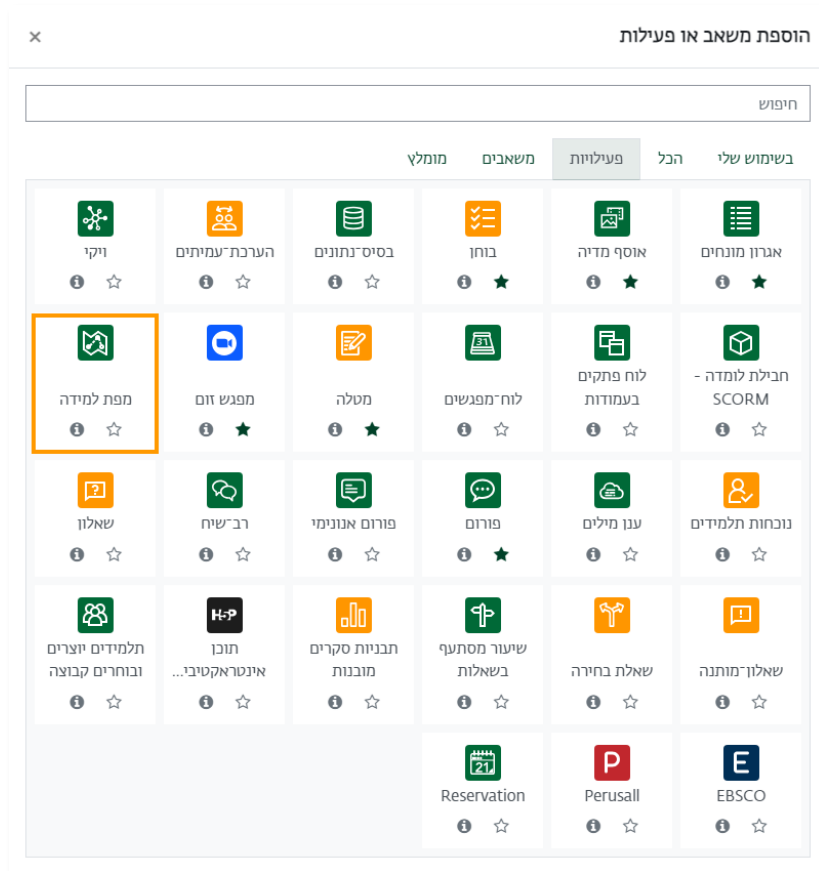 הוספת משאב או פעילות
×
חיפוש
בשימוש שלי הכל פעילויות משאבים מומלץ
אגרון מונחים
אוסף מדיה
בוחן
בסיס־נתונים
הערכת־עמיתים
ויקי
חבילת לומדה -
SCORM
לוח פתקים
בעמודות
לוח־מפגשים
31
מטלה
מפגש זום
מפת למידה
נוכחות תלמידים
ענן מילים
פורום
פורום אנונימי
רב־שיח
שאלון
שאלון־מותנה
שאלת בחירה
שיעור מסתעף
בשאלות
תבניות סקרים
מובנות
H-P
תוכן
אינטראקטיבי...
תלמידים יוצרים
ובוחרים קבוצה
E
EBSCO
P
Perusall
21
Reservation